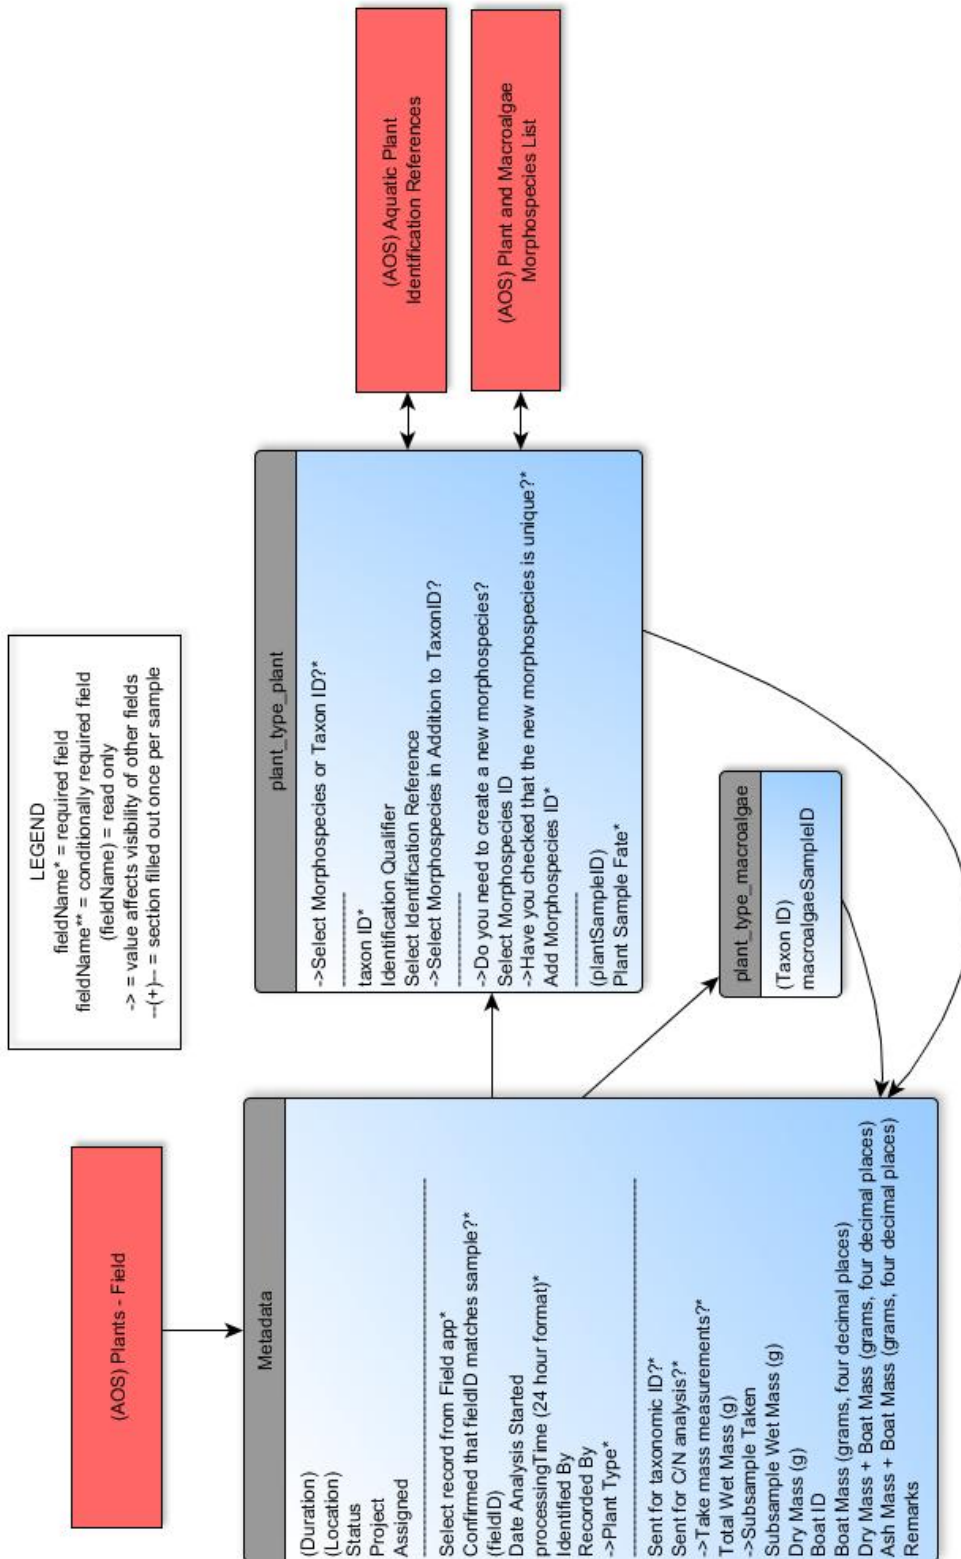 (AOS) Plants - Field
Metadata
(Duration)
(Location)
Status
Project
Assigned
Select record from Field app*
Confirmed that fieldID matches sample?*
(fieldID)
Date Analysis Started
processingTime (24 hour format)*
Identified By
Recorded By
->Plant Type*
Sent for taxonomic ID?*
Sent for C/N analysis?*
->Take mass measurements?*
Total Wet Mass (g)
->Subsample Taken
Subsample Wet Mass (g)
Dry Mass (g)
Boat ID
Boat Mass (grams, four decimal places)
Dry Mass + Boat Mass (grams, four decimal places)
Ash Mass + Boat Mass (grams, four decimal places)
Remarks
LEGEND
fieldName* = required field
fieldName** = conditionally required field
(fieldName) = read only
-> = value affects visibility of other fields
--(+)-- = section filled out once per sample
plant_type_plant
->Select Morphospecies or Taxon ID?*
taxon ID*
Identification Qualifier
Select Identification Reference
->Select Morphospecies in Addition to TaxonID?
->Do you need to create a new morphospecies?
Select Morphospecies ID
->Have you checked that the new morphospecies is unique?*
Add Morphospecies ID*
(plantSampleID)
Plant Sample Fate*
plant_type_macroalgae
(Taxon ID)
macroalgaeSampleID
(AOS) Aquatic Plant
Identification References
(AOS) Plant and Macroalgae
Morphospecies List